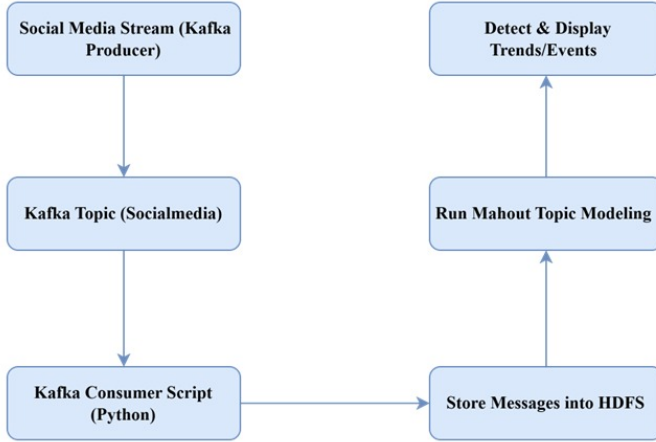 Social Media Stream (Kafka
Producer)
Kafka Topic (Socialmedia)
Kafka Consumer Script
(Python)
Store Messages into HDFS
Run Mahout Topic Modeling
Detect & Display
Trends/Events